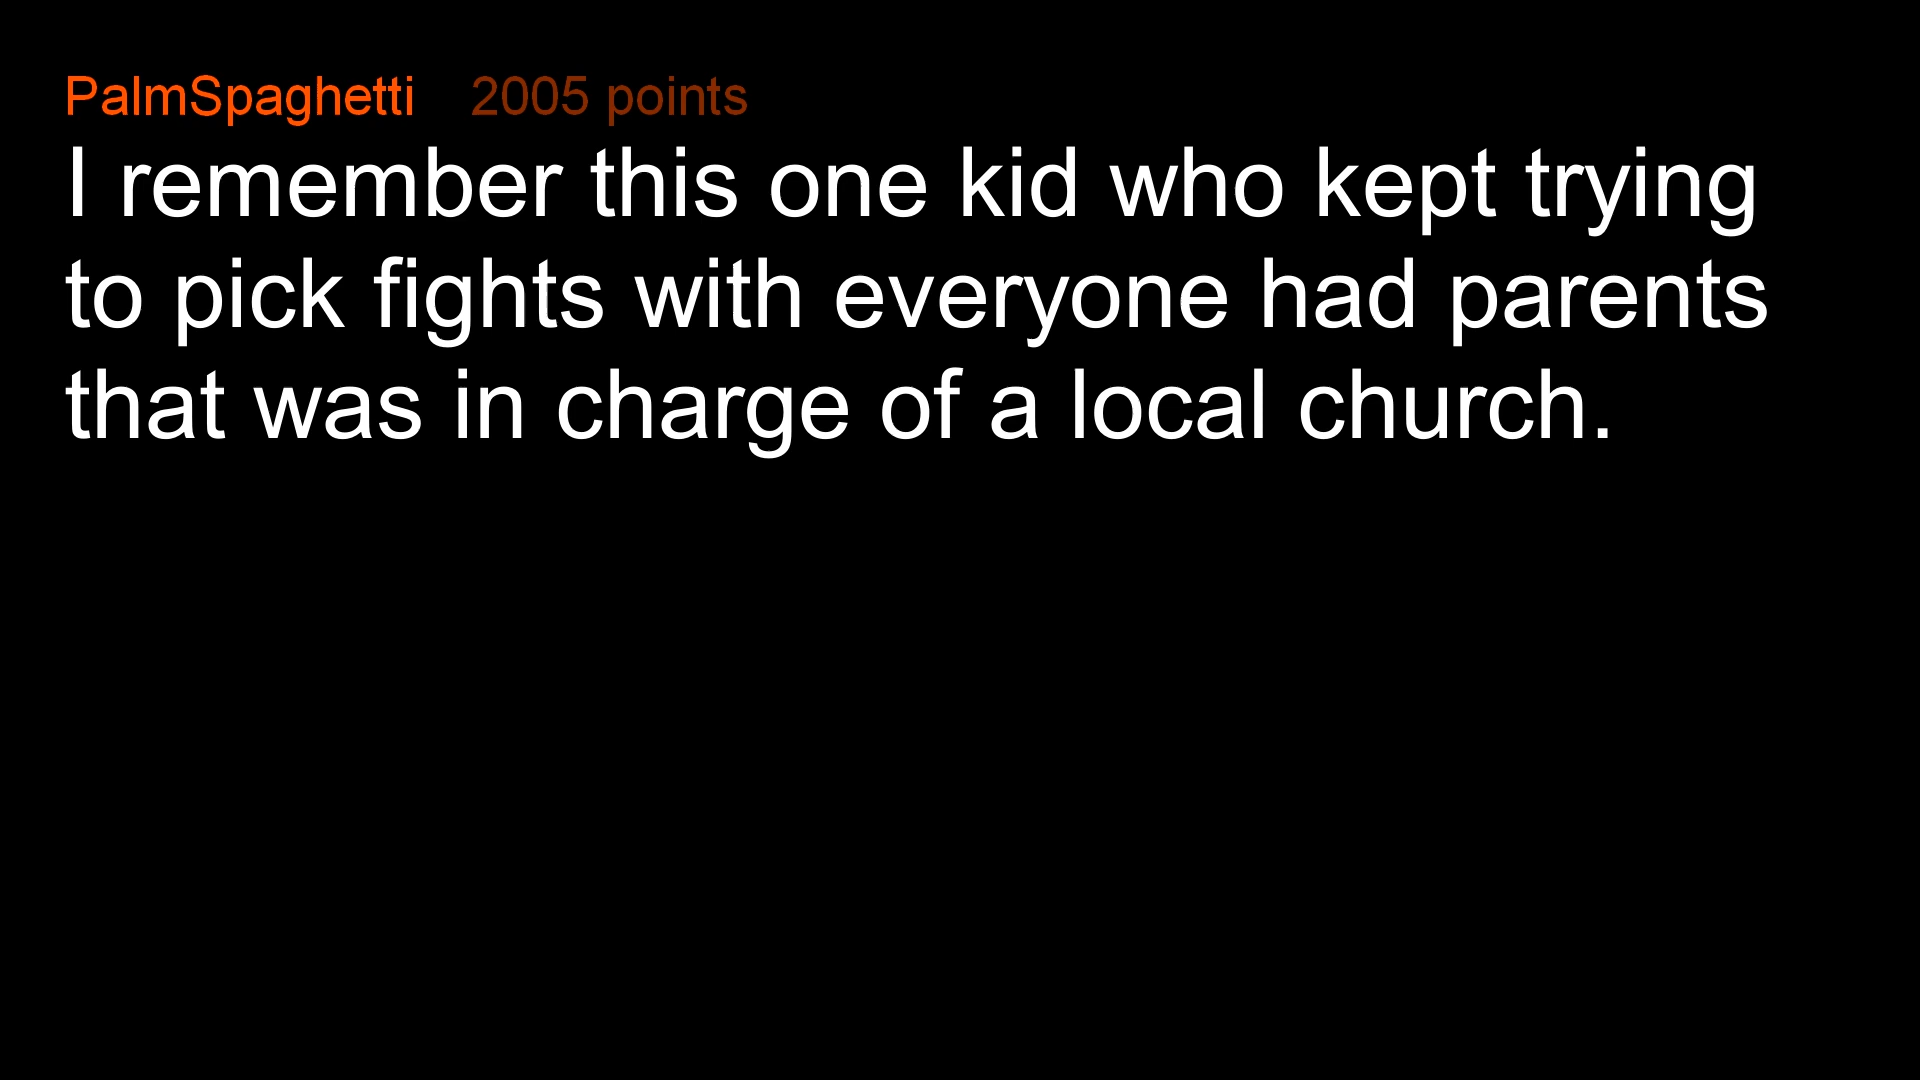 PalmSpaghetti 2005 points
I remember this one kid who kept trying
to pick fights with everyone had parents
that was in charge of a local church.